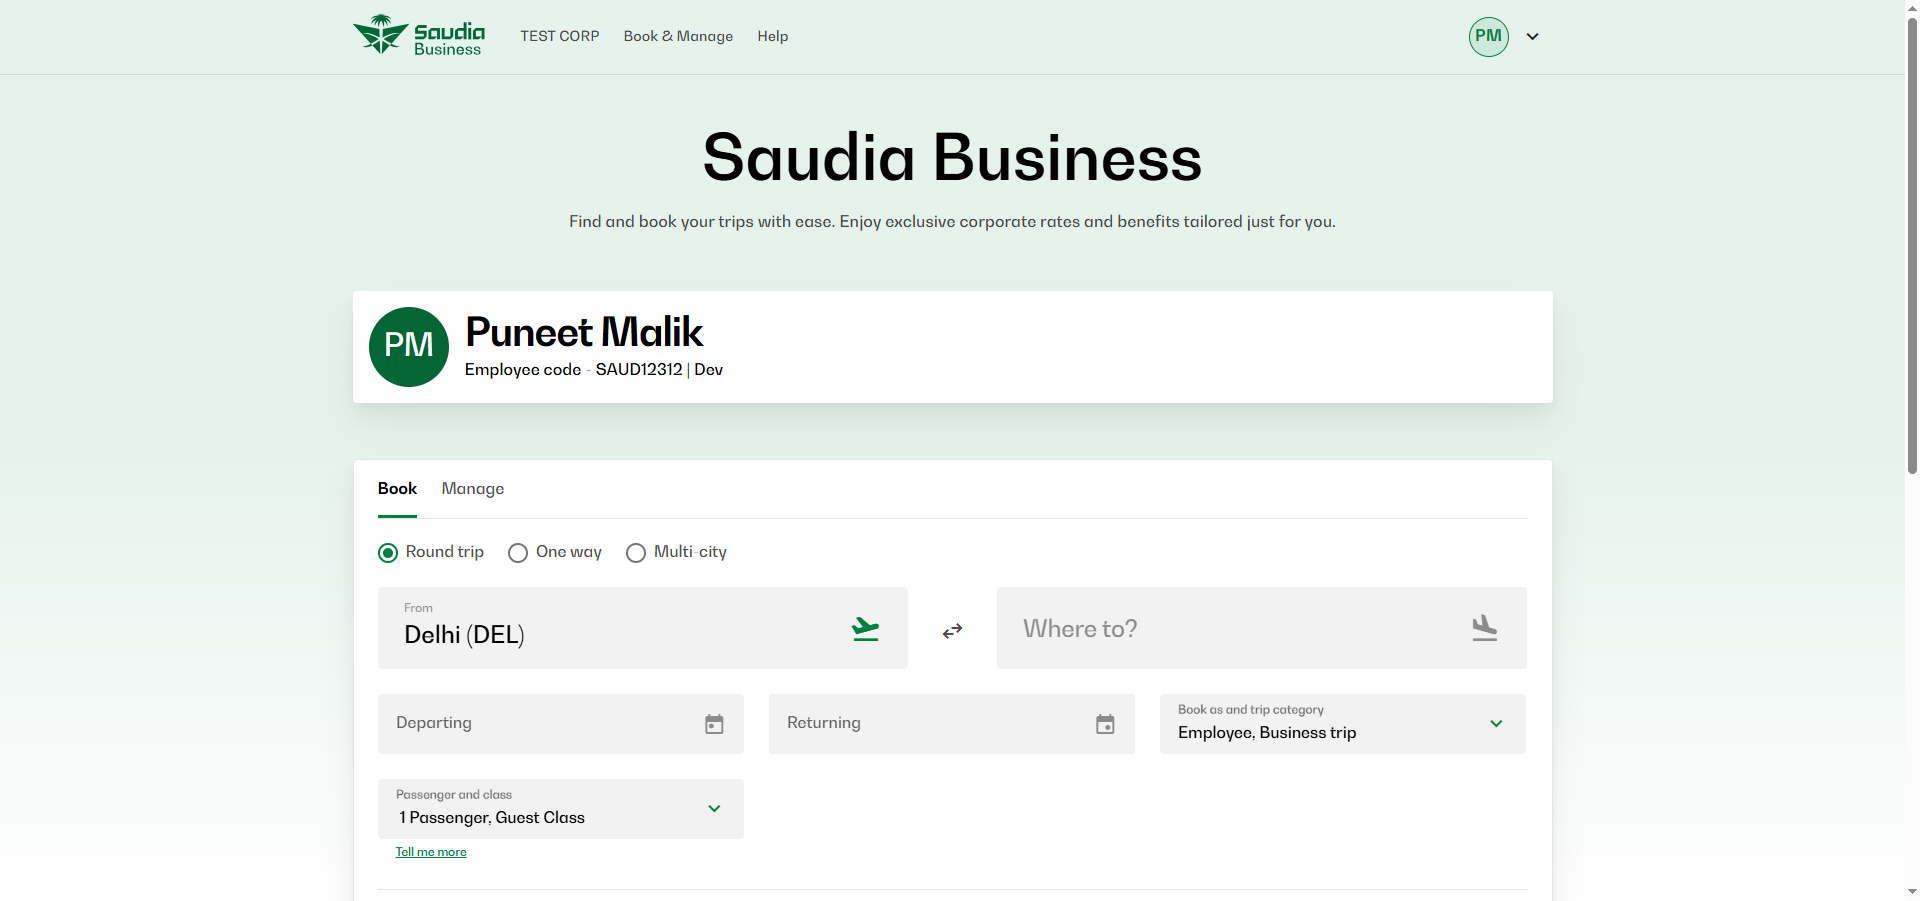 Saudia
Business
TEST CORP
Book & Manage
Help
PM
Saudia Business
Find and book your trips with ease. Enjoy exclusive corporate rates and benefits tailored just for you.
PM
Puneet Malik
Employee code - SAUD12312 | Dev
Book
Manage
Round trip
One way
Multi-city
From
Delhi (DEL)
Where to?
Departing
Returning
Book as and trip category
Employee, Business trip
Passenger and class
1 Passenger, Guest Class
Tell me more